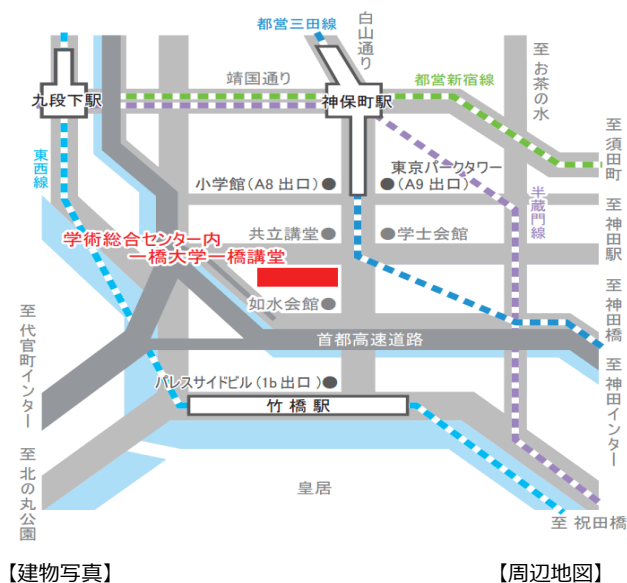 都営三田線
白山通り
靖国通り
都営新宿線
至 お茶の水
九段下駅
神保町駅
至 須田町
東西線
小学館(A8 出口)●
東京パークタワー
●(A9 出口)
半蔵門線
至 神田駅
学術総合センター内
一橋大学一橋講堂
共立講堂●
●学士会館
如水会館●
至 神田橋
至 代官町インター
首都高速道路
至 神田インター
パレスサイドビル(1b 出口)●
竹橋駅
至 北の丸公園
皇居
至 祝田橋
【建物写真】
【周辺地図】